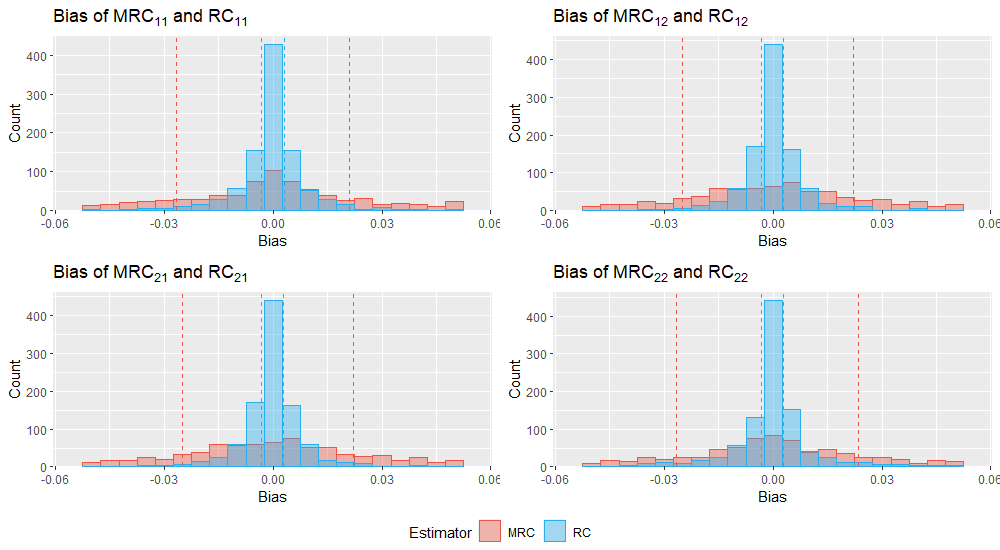 Bias of MRC₁₁ and RC₁₁
Count
400
300
200
100
0
-0.06 -0.03 0.00 0.03 0.06
Bias
Bias of MRC₁₂ and RC₁₂
Count
400
300
200
100
0
-0.06 -0.03 0.00 0.03 0.06
Bias
Bias of MRC₂₁ and RC₂₁
Count
400
300
200
100
0
-0.06 -0.03 0.00 0.03 0.06
Bias
Bias of MRC₂₂ and RC₂₂
Count
400
300
200
100
0
-0.06 -0.03 0.00 0.03 0.06
Bias
Estimator MRC RC